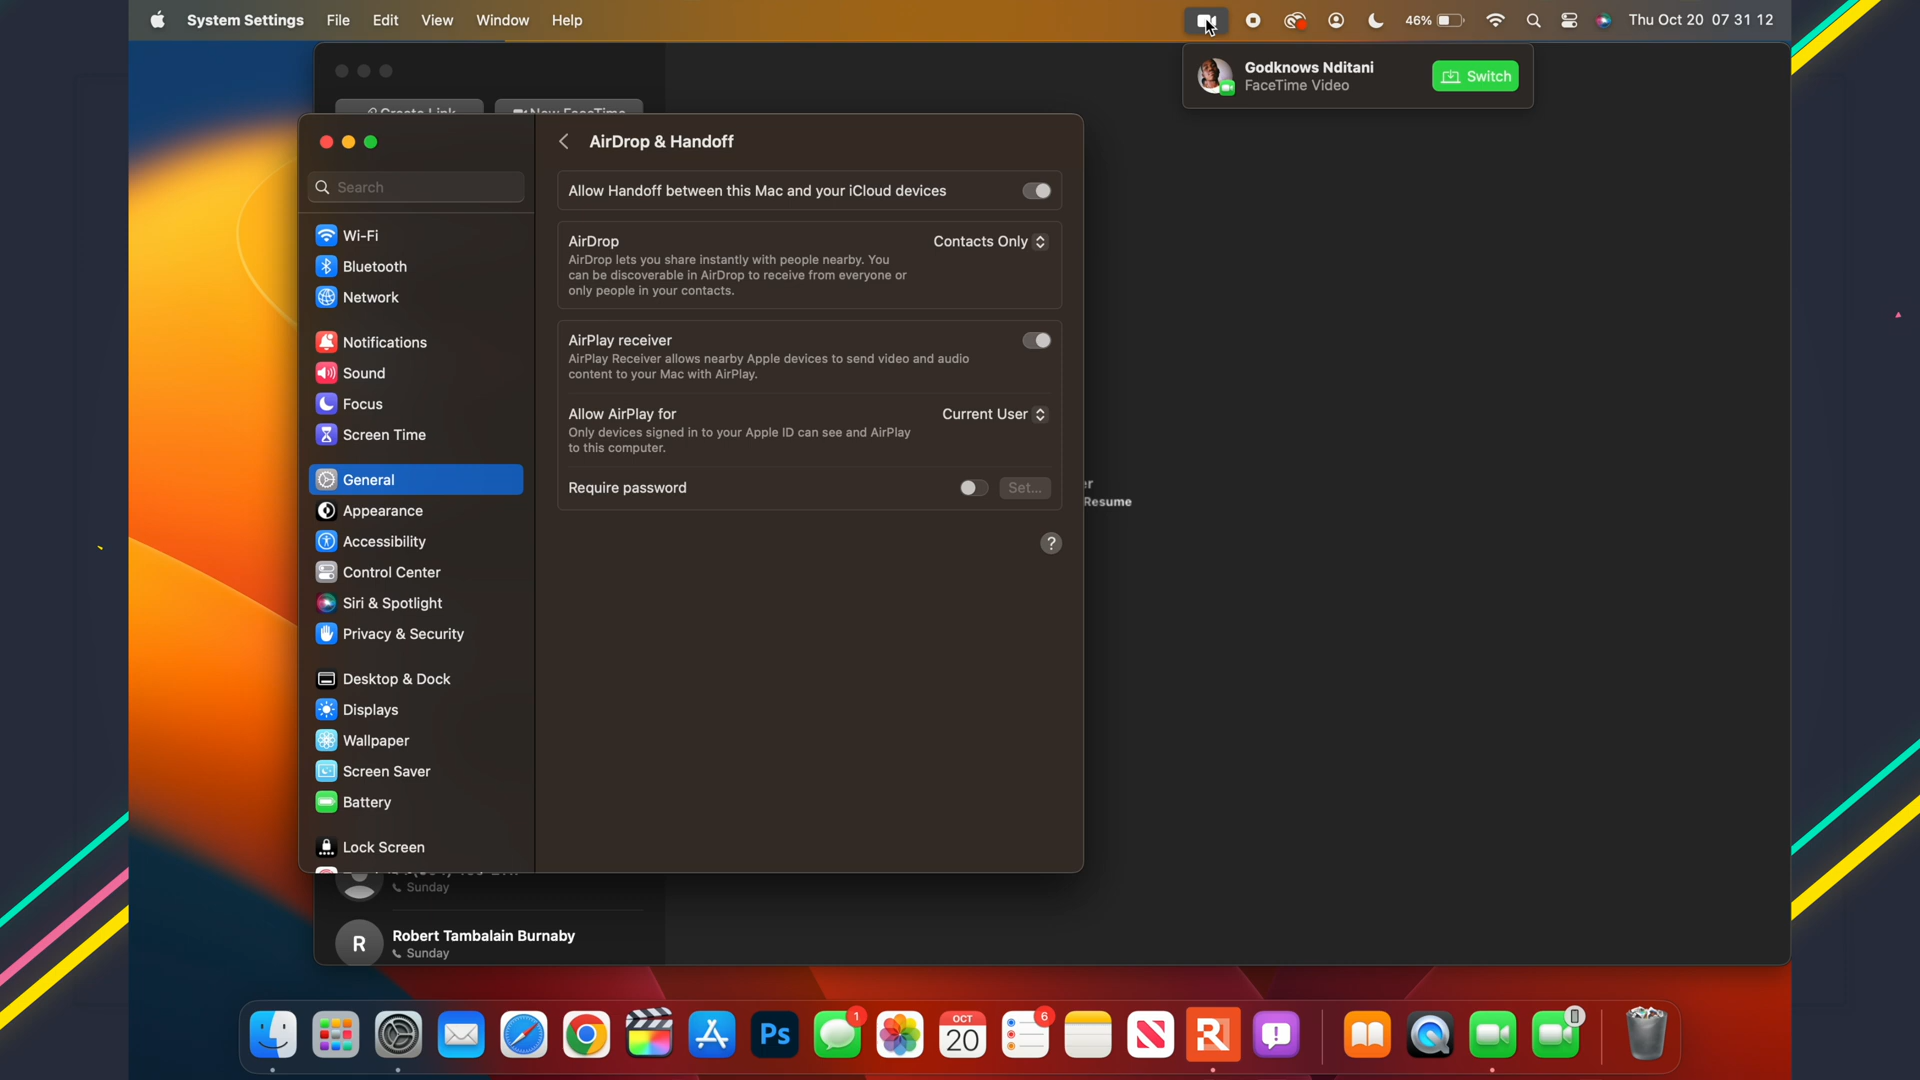 System Settings File Edit View Window Help
46%
Thu Oct 20 07 31 12
Godknows Nditani
FaceTime Video
Switch
Create Link
New FaceTime
AirDrop & Handoff
Search
Wi-Fi
Bluetooth
Network
Notifications
Sound
Focus
Screen Time
General
Appearance
Accessibility
Control Center
Siri & Spotlight
Privacy & Security
Desktop & Dock
Displays
Wallpaper
Screen Saver
Battery
Lock Screen
Allow Handoff between this Mac and your iCloud devices
AirDrop
Contacts Only
AirDrop lets you share instantly with people nearby. You
can be discoverable in AirDrop to receive from everyone or
only people in your contacts.
AirPlay receiver
AirPlay Receiver allows nearby Apple devices to send video and audio
content to your Mac with AirPlay.
Allow AirPlay for
Current User
Only devices signed in to your Apple ID can see and AirPlay
to this computer.
Require password
Set...
?
Resume
Sunday
R
Robert Tambalain Burnaby
Sunday
Ps
1
OCT
20
6